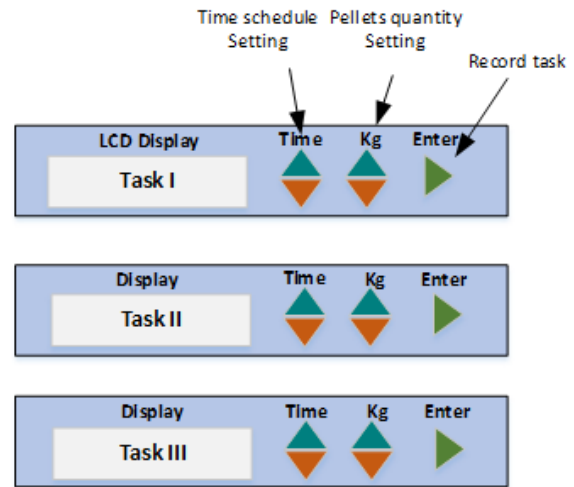 Time schedule
Setting
Pellets quantity
Setting
Record task
LCD Display
Time
Kg
Enter
Task I
Display
Time
Kg
Enter
Task II
Display
Time
Kg
Enter
Task III